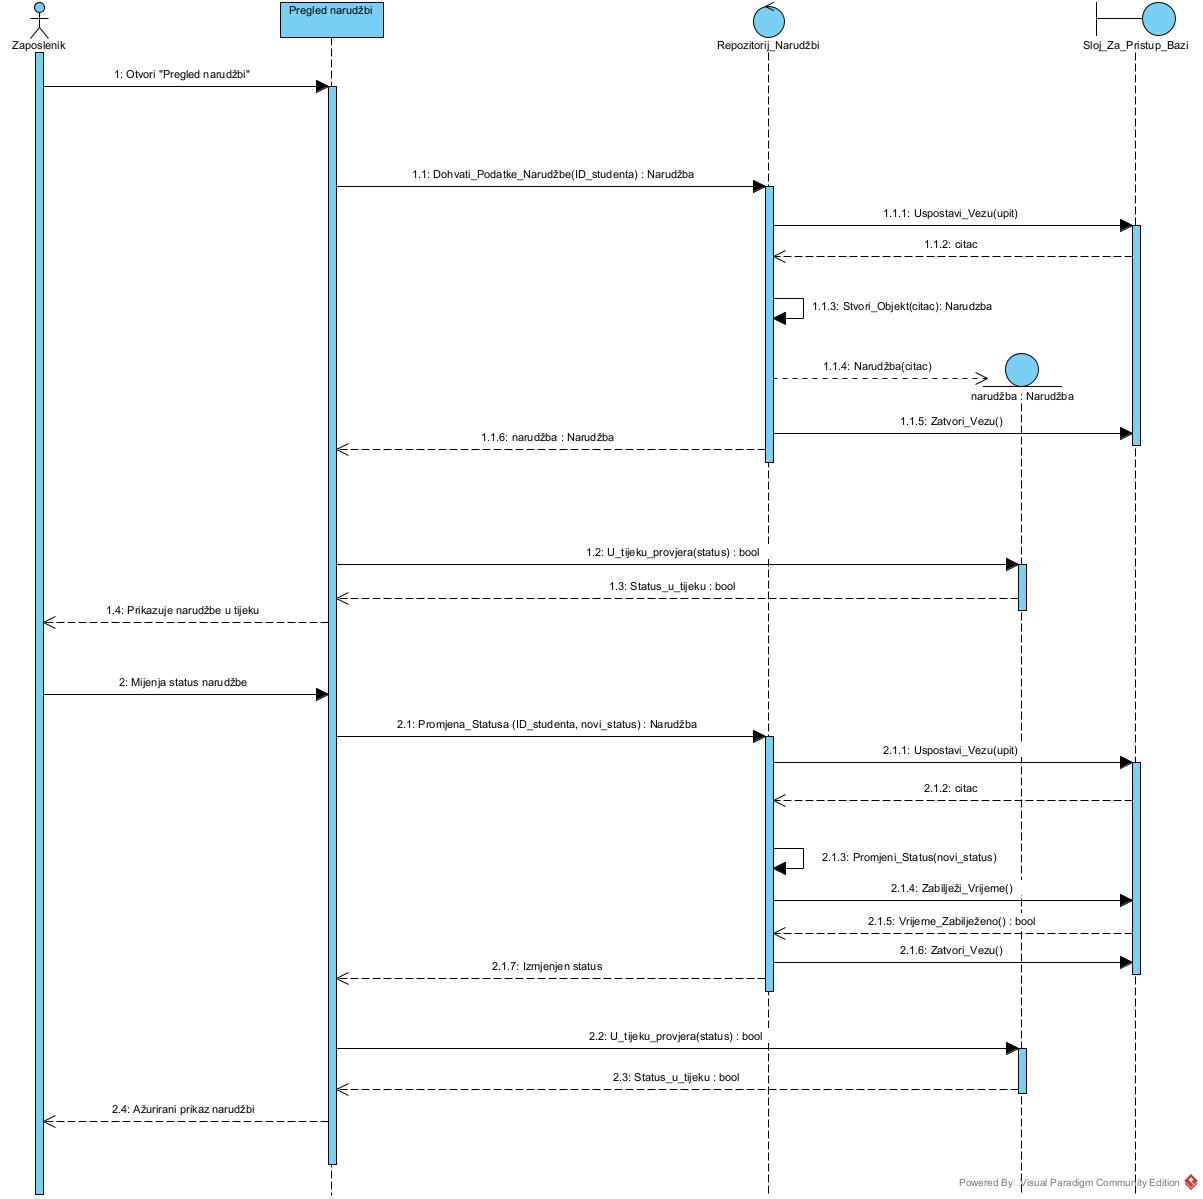 Zaposlenik
Pregled narudžbi
Repozitorij_Narudžbi
Sloj_Za_Pristup_Bazi
1: Otvori "Pregled narudžbi"
1.1: Dohvati_Podatke_Narudžbe(ID_studenta) : Narudžba
1.1.1: Uspostavi_Vezu(upit)
1.1.2: citac
1.1.3: Stvori_Objekt(citac): Narudzba
1.1.4: Narudžba(citac)
narudžba : Narudžba
1.1.5: Zatvori_Vezu()
1.1.6: narudžba : Narudžba
1.2: U_tijeku_provjera(status) : bool
1.3: Status_u_tijeku : bool
1.4: Prikazuje narudžbe u tijeku
2: Mijenja status narudžbe
2.1: Promjena_Statusa (ID_studenta, novi_status) : Narudžba
2.1.1: Uspostavi_Vezu(upit)
2.1.2: citac
2.1.3: Promjeni_Status(novi_status)
2.1.4: Zabilježi_Vrijeme()
2.1.5: Vrijeme_Zabilježeno() : bool
2.1.6: Zatvori_Vezu()
2.1.7: Izmjenjen status
2.2: U_tijeku_provjera(status) : bool
2.3: Status_u_tijeku : bool
2.4: Ažurirani prikaz narudžbi
Powered By Visual Paradigm Community Edition